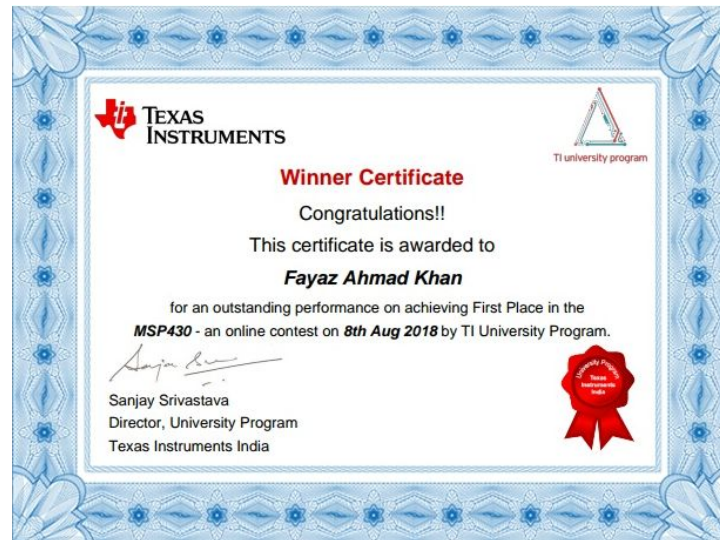 TEXAS
INSTRUMENTS
TI university program
Winner Certificate
Congratulations!!
This certificate is awarded to
Fayaz Ahmad Khan
for an outstanding performance on achieving First Place in the
MSP430 - an online contest on 8th Aug 2018 by TI University Program.
Sanjay Srivastava
Director, University Program
Texas Instruments India
University Program
Texas
Instruments
India